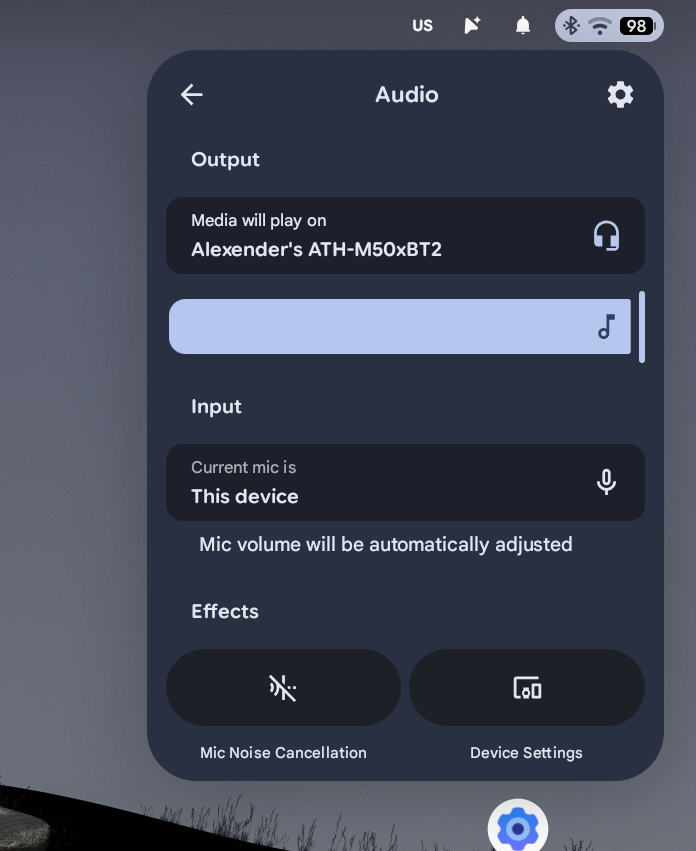 US
98
Audio
Output
Media will play on
Alexender's ATH-M50xBT2
Input
Current mic is
This device
Mic volume will be automatically adjusted
Effects
Mic Noise Cancellation
Device Settings